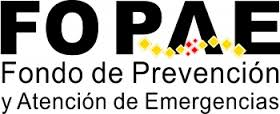 FOPAE
Fondo de Prevención
y Atención de Emergencias